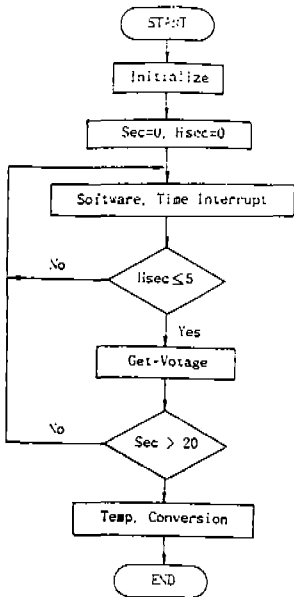 START
Initialize
Sec=0, Hsec=0
Software, Time Interrupt
No
Hsec≤5
Yes
Get-Votage
No
Sec > 20
Temp, Conversion
END